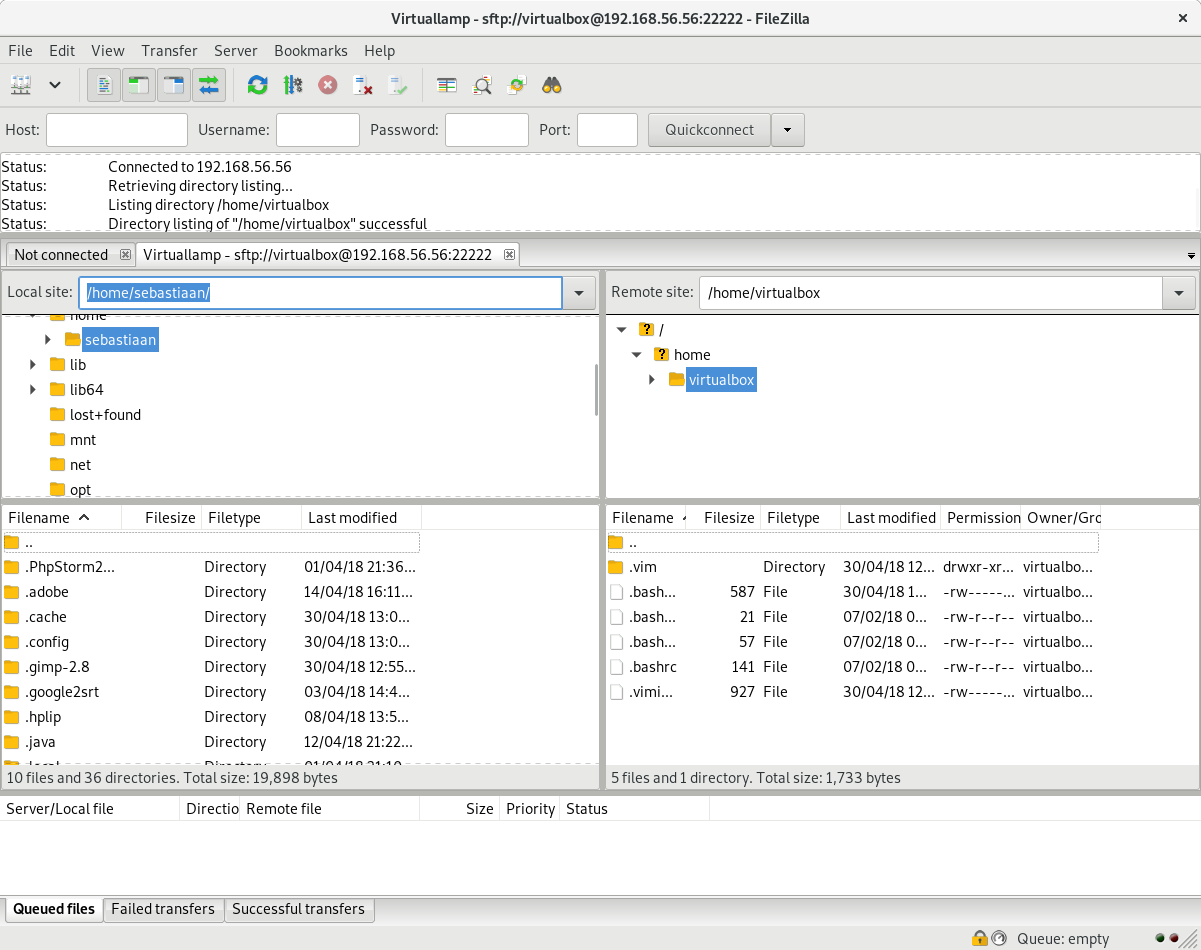 Virtuallamp - sftp://virtualbox@192.168.56.56:22222 - FileZilla
File Edit View Transfer Server Bookmarks Help
Host: Username: Password: Port: Quickconnect
Status: Connected to 192.168.56.56
Status: Retrieving directory listing...
Status: Listing directory /home/virtualbox
Status: Directory listing of "/home/virtualbox" successful
Not connected Virtuallamp - sftp://virtualbox@192.168.56.56:22222
Local site: /home/sebastiaan/
home
sebastiaan
lib
lib64
lost+found
mnt
net
opt
Remote site: /home/virtualbox
/
home
virtualbox
Filename Filesize Filetype Last modified
..
.PhpStorm2... Directory 01/04/18 21:36...
.adobe Directory 14/04/18 16:11...
.cache Directory 30/04/18 13:0...
.config Directory 30/04/18 13:0...
.gimp-2.8 Directory 30/04/18 12:55...
.google2srt Directory 03/04/18 14:4...
.hplip Directory 08/04/18 13:5...
.java Directory 12/04/18 21:22...
10 files and 36 directories. Total size: 19,898 bytes
Filename Filesize Filetype Last modified Permission Owner/Gro
..
.vim Directory 30/04/18 12... drwxr-xr... virtualbo...
.bash... 587 File 30/04/18 1... -rw-----... virtualbo...
.bash... 21 File 07/02/18 0... -rw-r--r-- virtualbo...
.bash... 57 File 07/02/18 0... -rw-r--r-- virtualbo...
.bashrc 141 File 07/02/18 0... -rw-r--r-- virtualbo...
.vimi... 927 File 30/04/18 12... -rw-----... virtualbo...
5 files and 1 directory. Total size: 1,733 bytes
Server/Local file Directio Remote file Size Priority Status
Queued files Failed transfers Successful transfers
Queue: empty